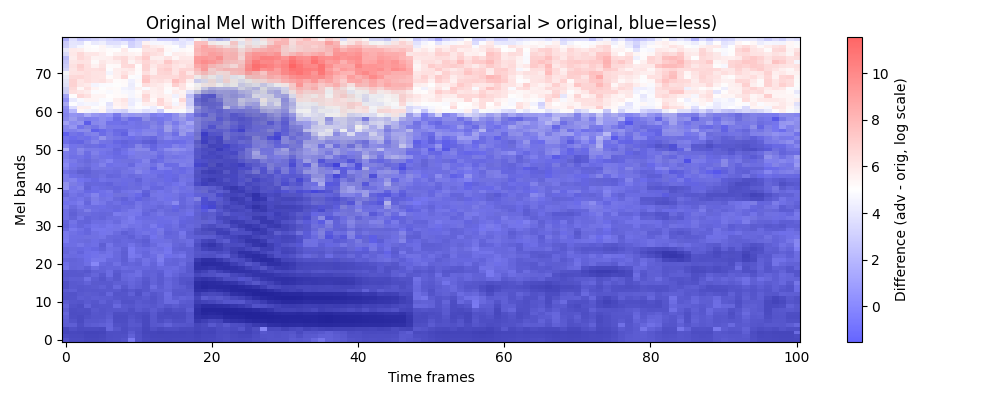 Original Mel with Differences (red=adversarial > original, blue=less)
Mel bands
70
60
50
40
30
20
10
0
0 20 40 60 80 100
Time frames
10
8
6
4
2
0
Difference (adv - orig, log scale)